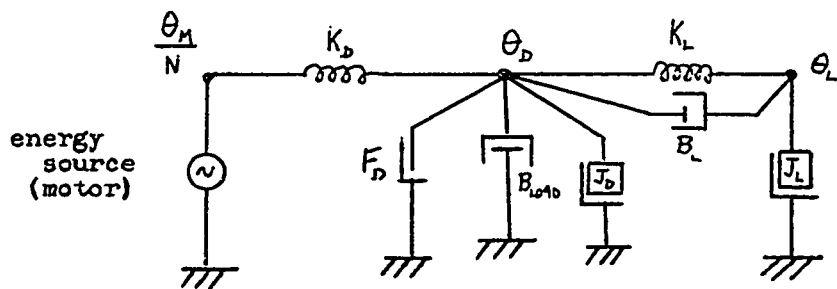 θ_M
N
K_D
θ_D
K_L
θ_L
energy
source
(motor)
F_D
B_LOAD
J_D
B_L
J_L